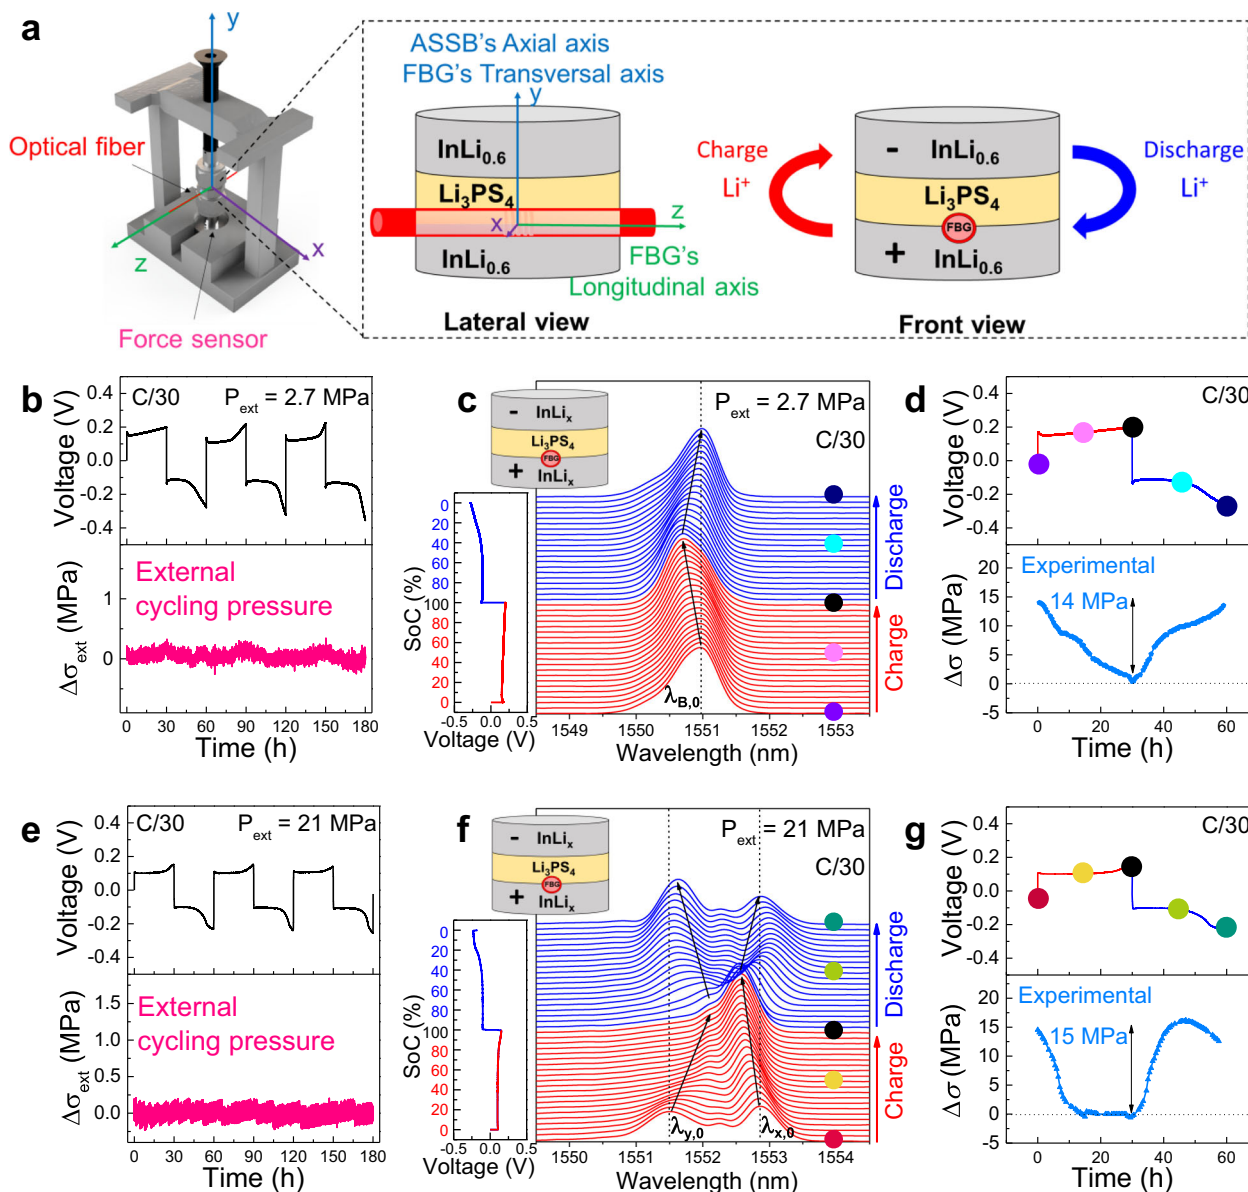 a
y
Optical fiber
x
z
Force sensor
ASSB's Axial axis
FBG's Transversal axis
y
InLi0.6
Li3PS4
z
x
InLi0.6
FBG's
Longitudinal axis
Lateral view
Charge
Li+
- InLi0.6
Li3PS4
FBG
+ InLi0.6
Discharge
Li+
Front view
b
C/30 Pext = 2.7 MPa
Voltage (V)
0.4
0.2
0.0
-0.2
-0.4
External
cycling pressure
Δσext (MPa)
1
0
0 30 60 90 120 150 180
Time (h)
c
- InLix
Li3PS4
FBG
+ InLix
Pext = 2.7 MPa
C/30
SoC (%)
0
20
40
60
80
100
80
60
40
20
0
-0.5 0.0 0.5
Voltage (V)
λB,0
Discharge
Charge
1549 1550 1551 1552 1553
Wavelength (nm)
d
C/30
Voltage (V)
0.4
0.2
0.0
-0.2
-0.4
Experimental
14 MPa
Δσ (MPa)
20
15
10
5
0
-5
0 20 40 60
Time (h)
e
C/30 Pext = 21 MPa
Voltage (V)
0.4
0.2
0.0
-0.2
-0.4
External
cycling pressure
Δσext (MPa)
1.5
1.0
0.5
0.0
0 30 60 90 120 150 180
Time (h)
f
- InLix
Li3PS4
FBG
+ InLix
Pext = 21 MPa
C/30
SoC (%)
0
20
40
60
80
100
80
60
40
20
0
-0.5 0.0 0.5
Voltage (V)
λy,0
λx,0
Discharge
Charge
1550 1551 1552 1553 1554
Wavelength (nm)
g
C/30
Voltage (V)
0.4
0.2
0.0
-0.2
-0.4
Experimental
15 MPa
Δσ (MPa)
20
15
10
5
0
-5
0 20 40 60
Time (h)